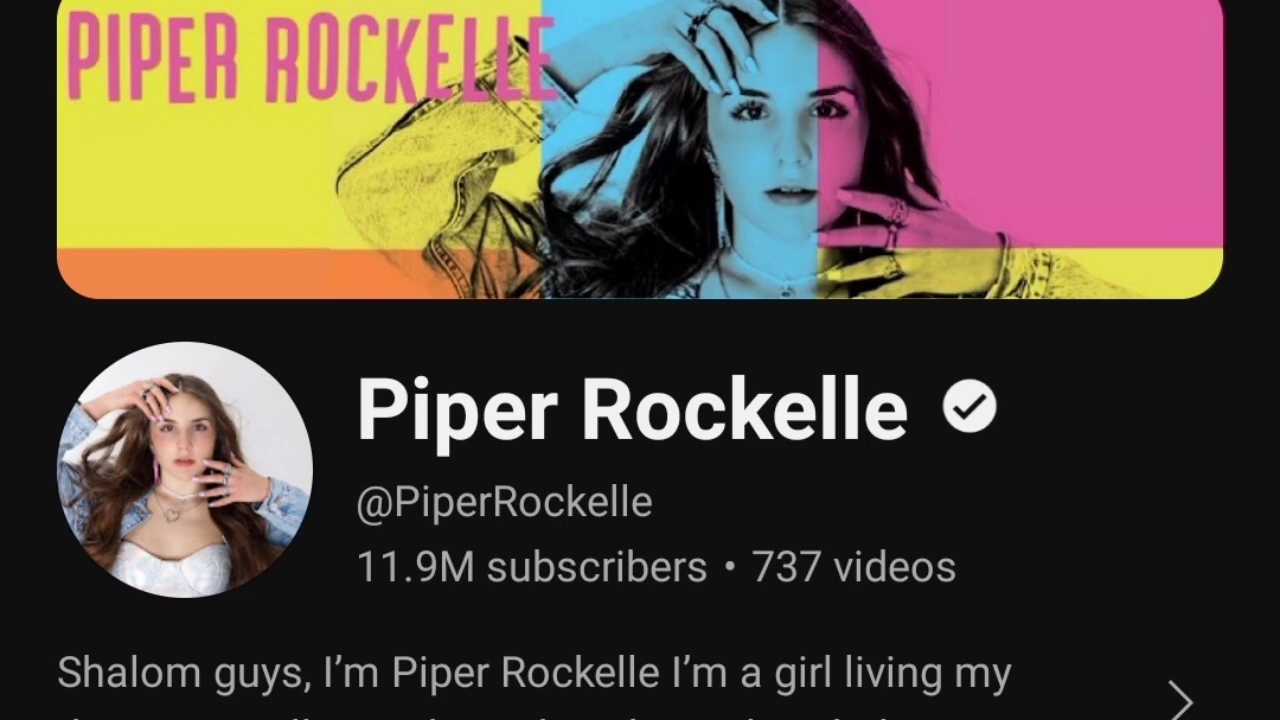 PIPER ROCKELLE
Piper Rockelle
@PiperRockelle
11.9M subscribers • 737 videos
Shalom guys, I’m Piper Rockelle I’m a girl living my